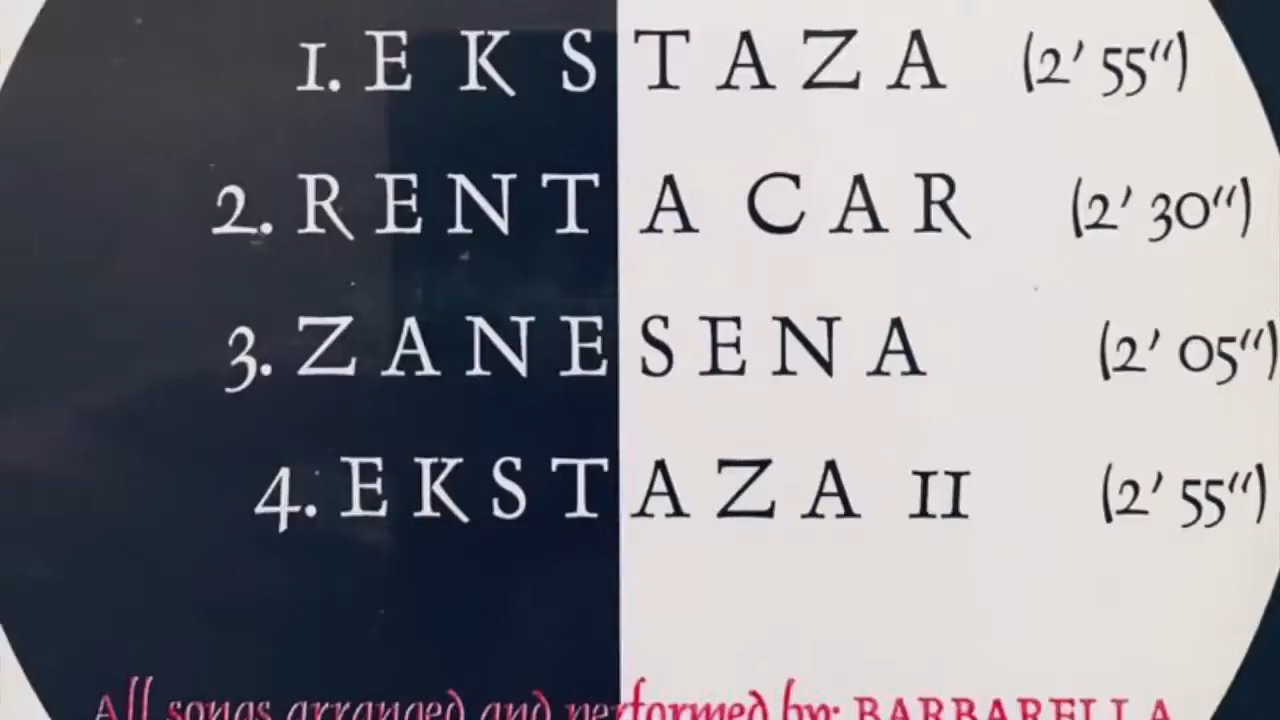 1. EKSTAZA (2' 55")
2. RENT A CAR (2' 30")
3. ZANESENA (2' 05")
4. EKSTAZA II (2' 55")
All songs arranged and performed by: BARBARELLA